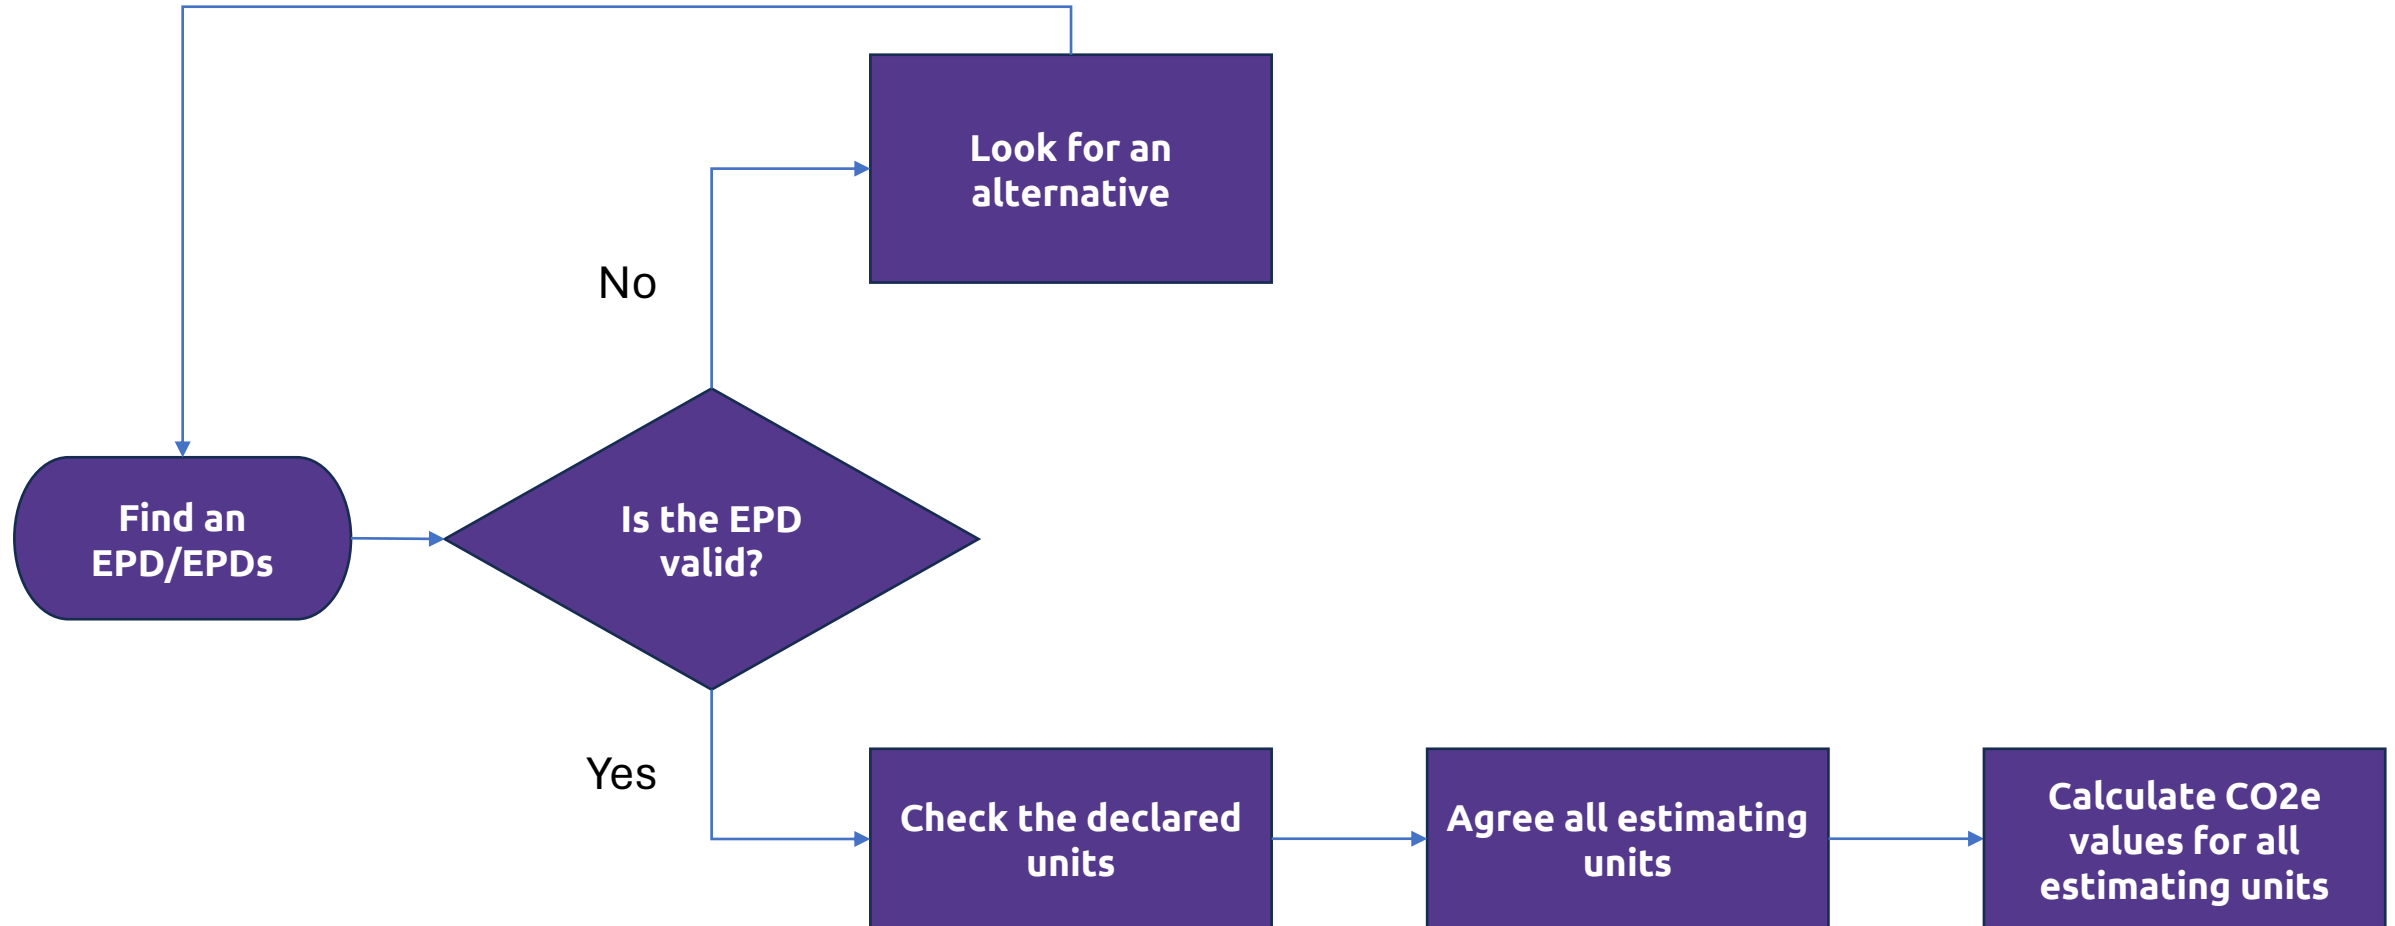 Look for an
alternative
No
Find an
EPD/EPDs
Is the EPD
valid?
Yes
Check the declared
units
Agree all estimating
units
Calculate CO2e
values for all
estimating units